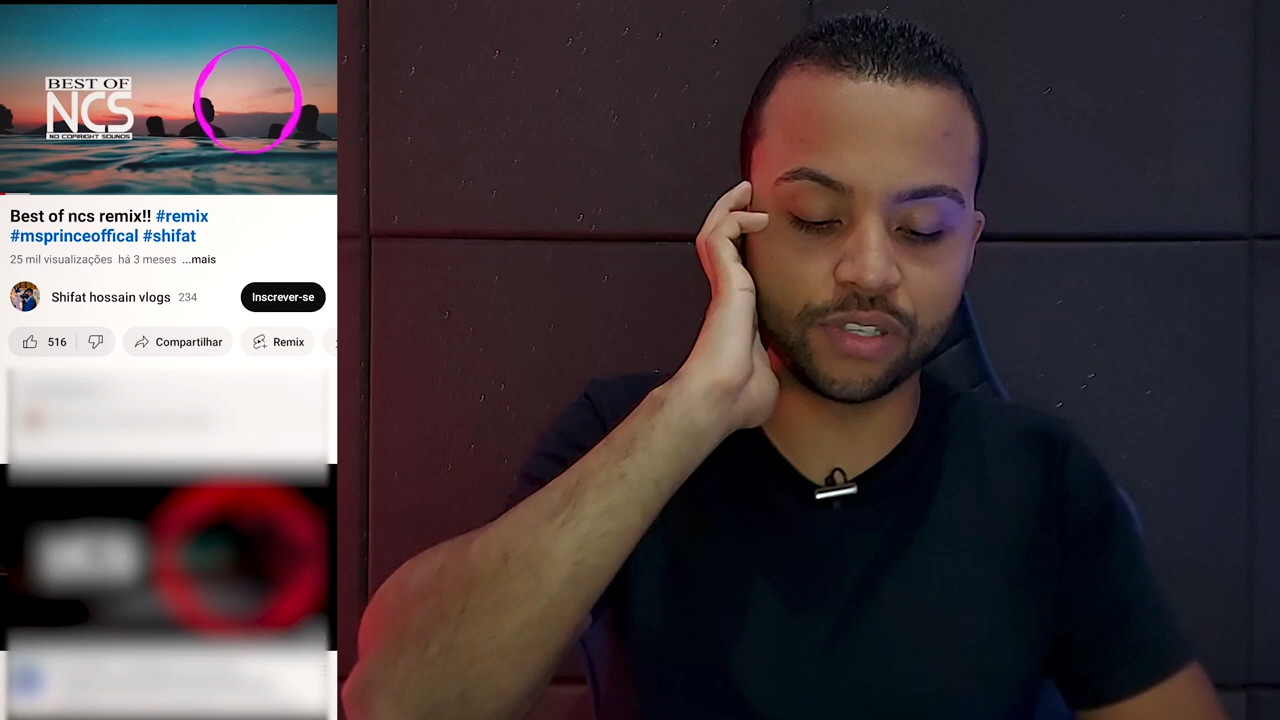 BEST OF
NCS
NO COPIRIGHT SOUNDS
Best of ncs remix!! #remix
#msprinceoffical #shifat
25 mil visualizações há 3 meses ...mais
Shifat hossain vlogs 234
Inscrever-se
516
Compartilhar
Remix